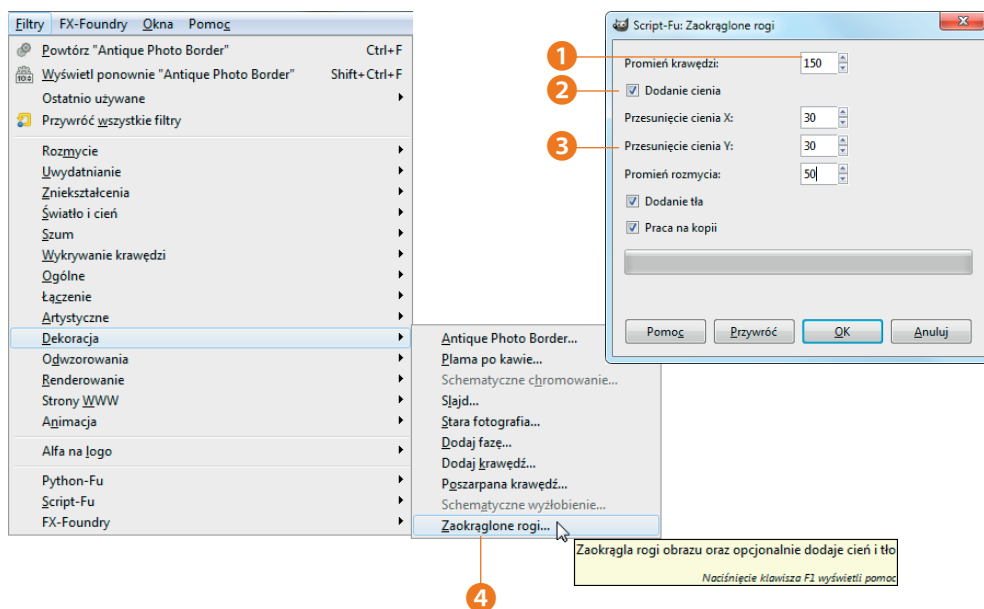 Filtry FX-Foundry Okna Pomoc
Powtórz "Antique Photo Border" Ctrl+F
Wyświetl ponownie "Antique Photo Border" Shift+Ctrl+F
Ostatnio używane
Przywróć wszystkie filtry
Rozmycie
Uwydatnianie
Zniekształcenia
Światło i cień
Szum
Wykrywanie krawędzi
Ogólne
Łączenie
Artystyczne
Dekoracja
Odwzorowania
Renderowanie
Strony WWW
Animacja
Alfa na logo
Python-Fu
Script-Fu
FX-Foundry
Antique Photo Border...
Plama po kawie...
Schematyczne chromowanie...
Slajd...
Stara fotografia...
Dodaj fazę...
Dodaj krawędź...
Poszarpana krawędź...
Schematyczne wyżłobienie...
Zaokrąglone rogi...
4
Zaokrągla rogi obrazu oraz opcjonalnie dodaje cień i tło
Naciśnięcie klawisza F1 wyświetli pomoc
Script-Fu: Zaokrąglone rogi
1
Promień krawędzi: 150
2
Dodanie cienia
Przesunięcie cienia X: 30
3
Przesunięcie cienia Y: 30
Promień rozmycia: 50
Dodanie tła
Praca na kopii
Pomoc Przywróć OK Anuluj